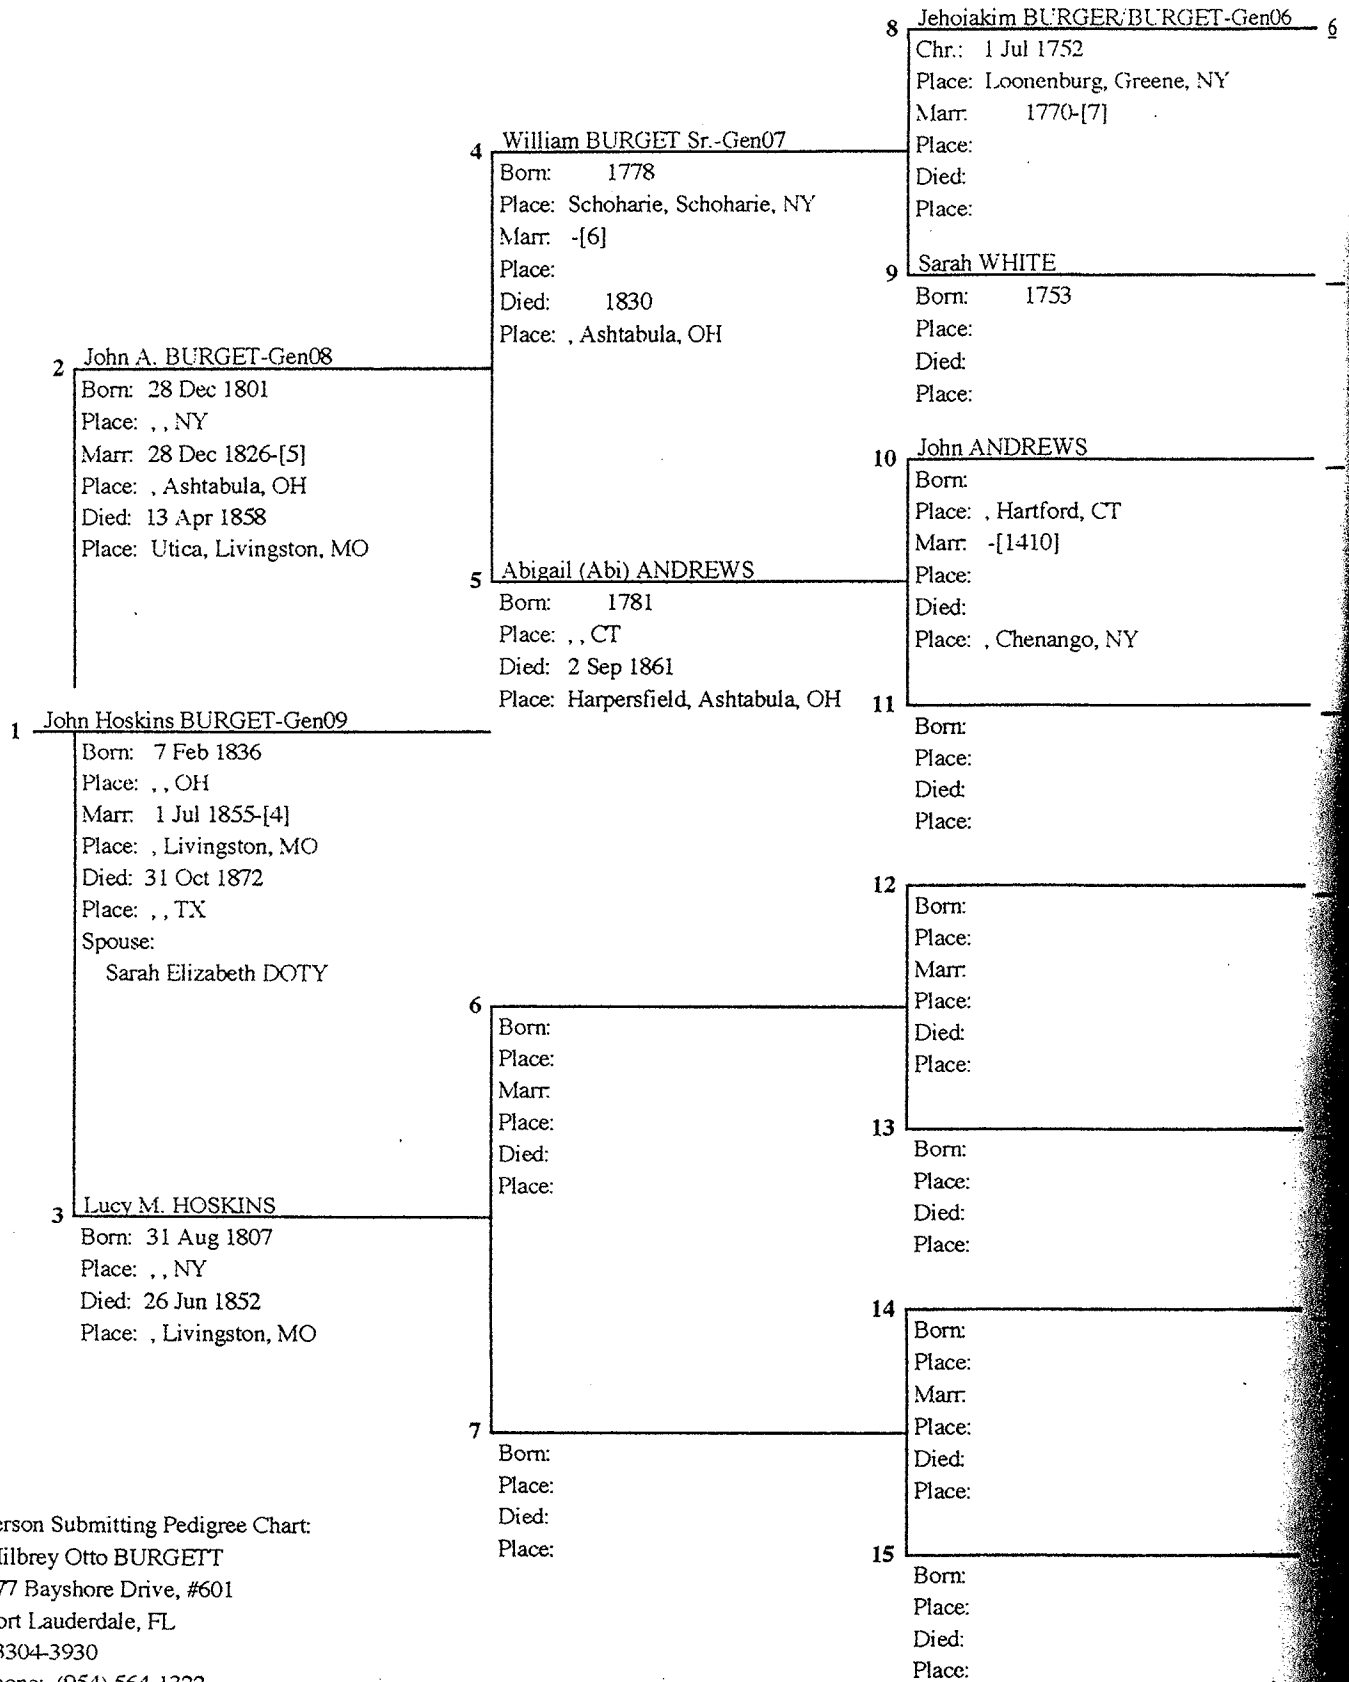 8 Jehoiakim BURGER/BURGET-Gen06 6
Chr.: 1 Jul 1752
Place: Loonenburg, Greene, NY
Marr: 1770-[7]
Place:
Died:
Place:
4 William BURGET Sr.-Gen07
Born: 1778
Place: Schoharie, Schoharie, NY
Marr: -[6]
Place:
Died: 1830
Place: , Ashtabula, OH
9 Sarah WHITE
Born: 1753
Place:
Died:
Place:
2 John A. BURGET-Gen08
Born: 28 Dec 1801
Place: , , NY
Marr: 28 Dec 1826-[5]
Place: , Ashtabula, OH
Died: 13 Apr 1858
Place: Utica, Livingston, MO
10 John ANDREWS
Born:
Place: , Hartford, CT
Marr: -[1410]
Place:
Died:
Place: , Chenango, NY
5 Abigail (Abi) ANDREWS
Born: 1781
Place: , , CT
Died: 2 Sep 1861
Place: Harpersfield, Ashtabula, OH
11
Born:
Place:
Died:
Place:
1 John Hoskins BURGET-Gen09
Born: 7 Feb 1836
Place: , , OH
Marr: 1 Jul 1855-[4]
Place: , Livingston, MO
Died: 31 Oct 1872
Place: , , TX
Spouse:
Sarah Elizabeth DOTY
12
Born:
Place:
Marr:
Place:
Died:
Place:
6
Born:
Place:
Marr:
Place:
Died:
Place:
13
Born:
Place:
Died:
Place:
3 Lucy M. HOSKINS
Born: 31 Aug 1807
Place: , , NY
Died: 26 Jun 1852
Place: , Livingston, MO
14
Born:
Place:
Marr:
Place:
Died:
Place:
7
Born:
Place:
Died:
Place:
15
Born:
Place:
Died:
Place:
erson Submitting Pedigree Chart:
ilbrey Otto BURGETT
77 Bayshore Drive, #601
ort Lauderdale, FL
3304-3930
one: (954) 564-1322